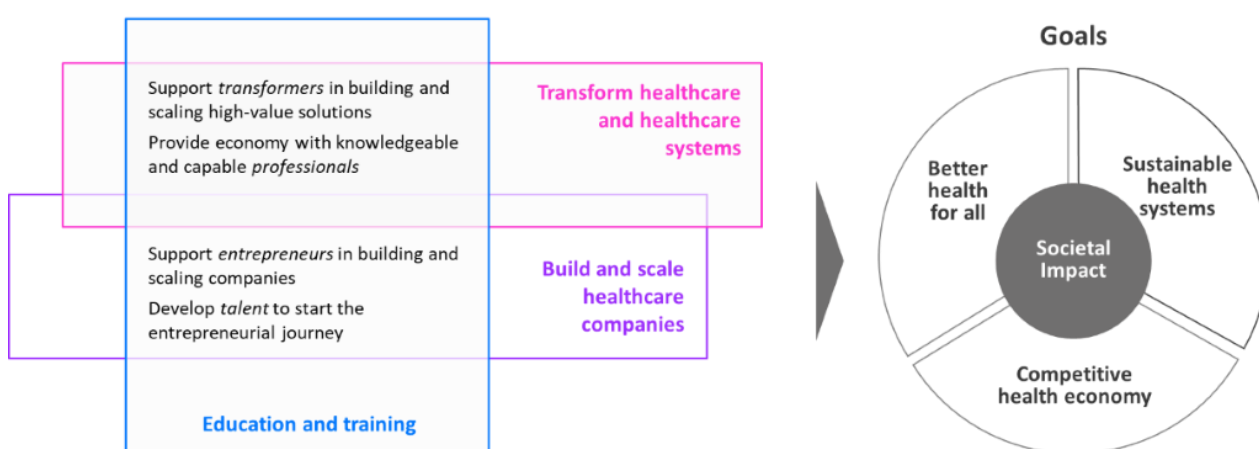 Support transformers in building and
scaling high-value solutions
Provide economy with knowledgeable
and capable professionals
Transform healthcare
and healthcare
systems
Support entrepreneurs in building and
scaling companies
Develop talent to start the
entrepreneurial journey
Build and scale
healthcare
companies
Education and training
Goals
Better
health
for all
Sustainable
health
systems
Societal
Impact
Competitive
health economy